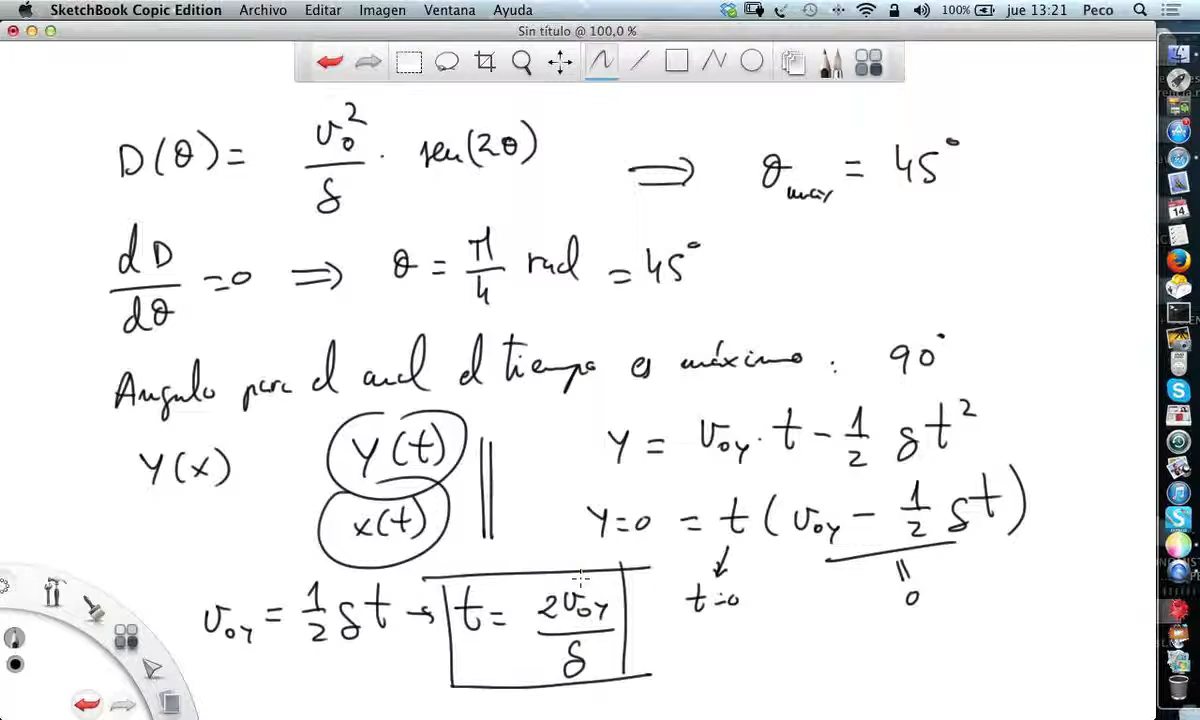 SketchBook Copic Edition Archivo Editar Imagen Ventana Ayuda 100% jue 13:21 Peco
Sin título @ 100,0 %
D(θ) = v₀²/g · sen(2θ) ⟹ θmax = 45°
dD/dθ = 0 ⟹ θ = π/4 rad = 45°
Angulo para el cual el tiempo es máximo: 90°
Y(x) Y(t) x(t)
Y = v₀Y · t - 1/2 g t²
Y=0 = t(v₀Y - 1/2 g t)
t=0 = 0
v₀Y = 1/2 g t → t = 2v₀Y/g
14